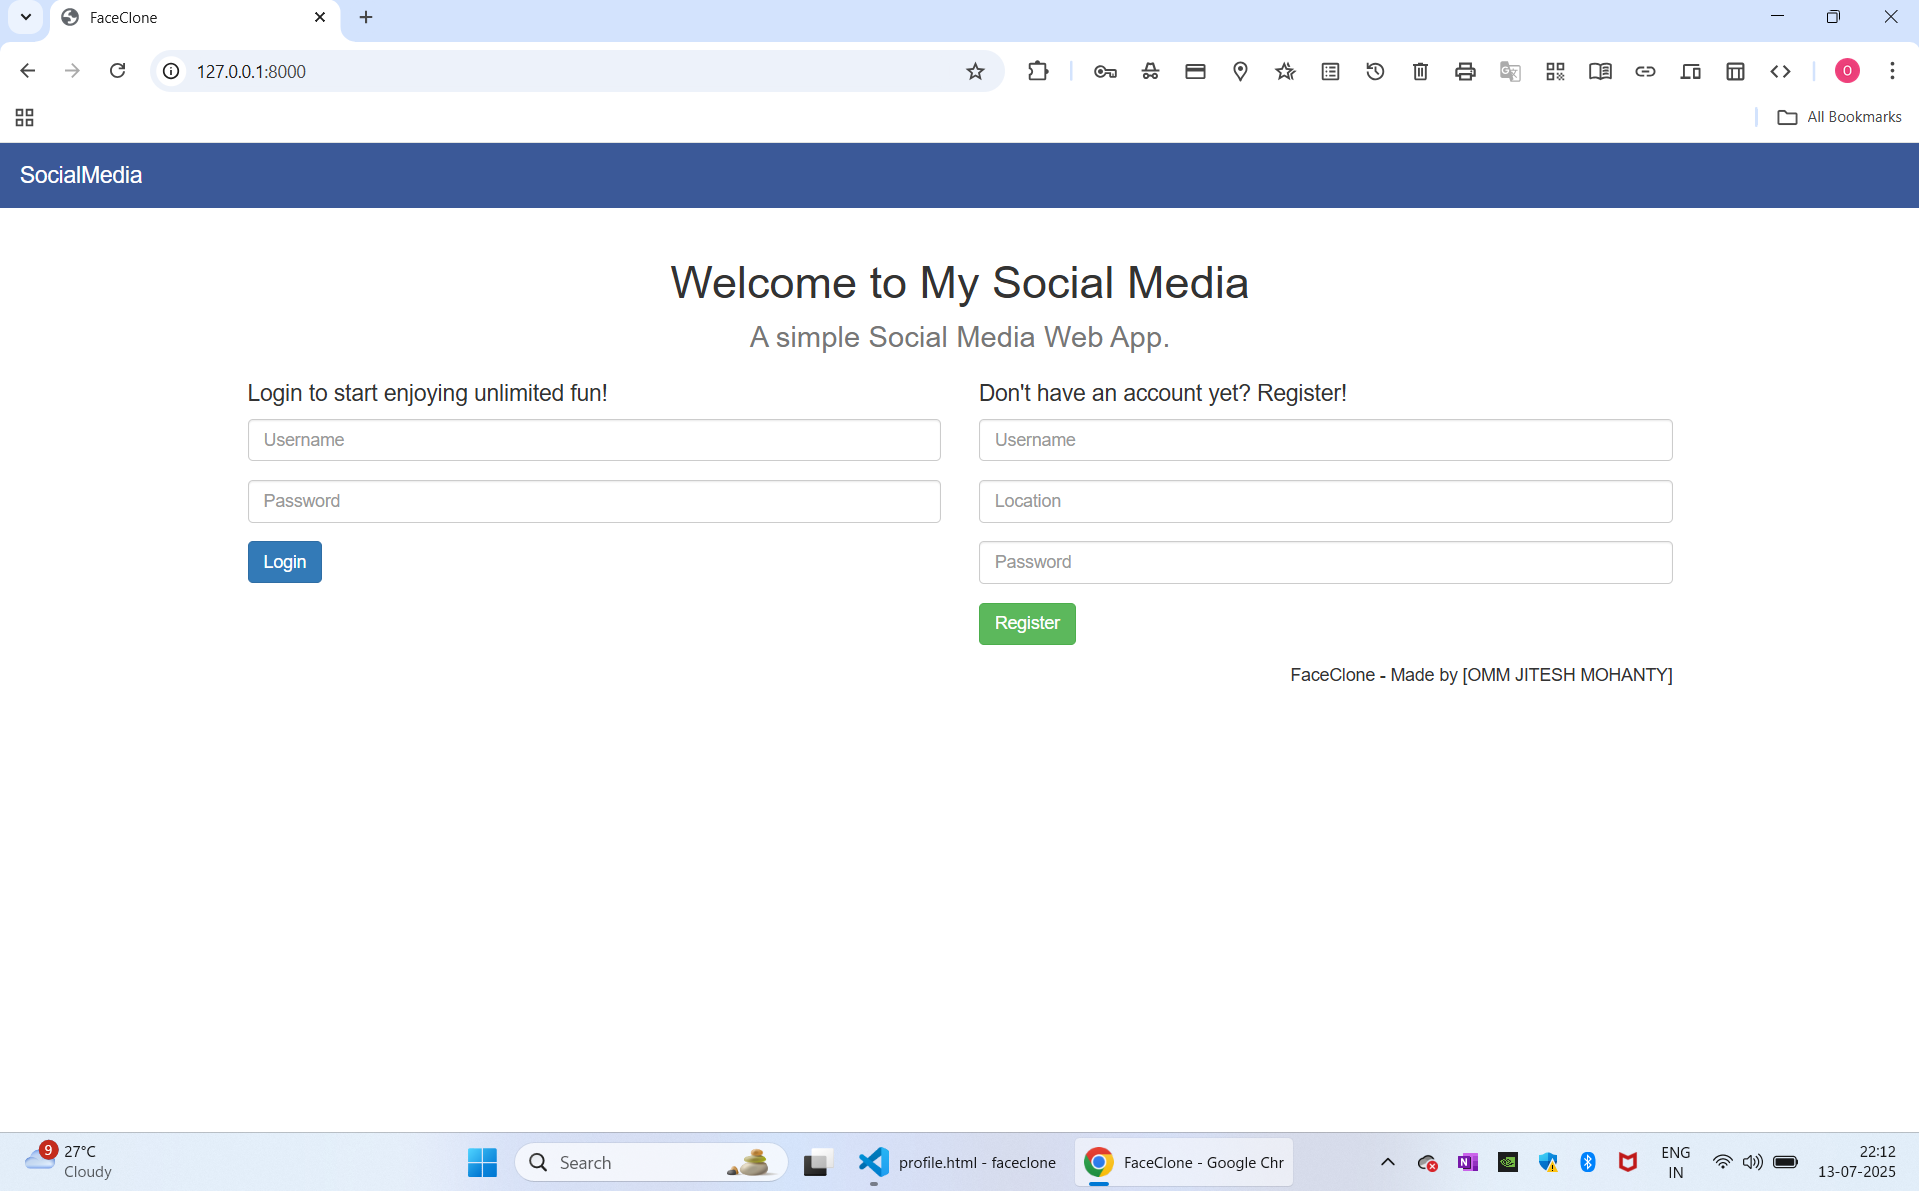 FaceClone
127.0.0.1:8000
O
All Bookmarks
SocialMedia
Welcome to My Social Media
A simple Social Media Web App.
Login to start enjoying unlimited fun!
Username
Password
Login
Don't have an account yet? Register!
Username
Location
Password
Register
FaceClone - Made by [OMM JITESH MOHANTY]
9
27°C
Cloudy
Search
profile.html - faceclone
FaceClone - Google Chr
ENG
IN
22:12
13-07-2025